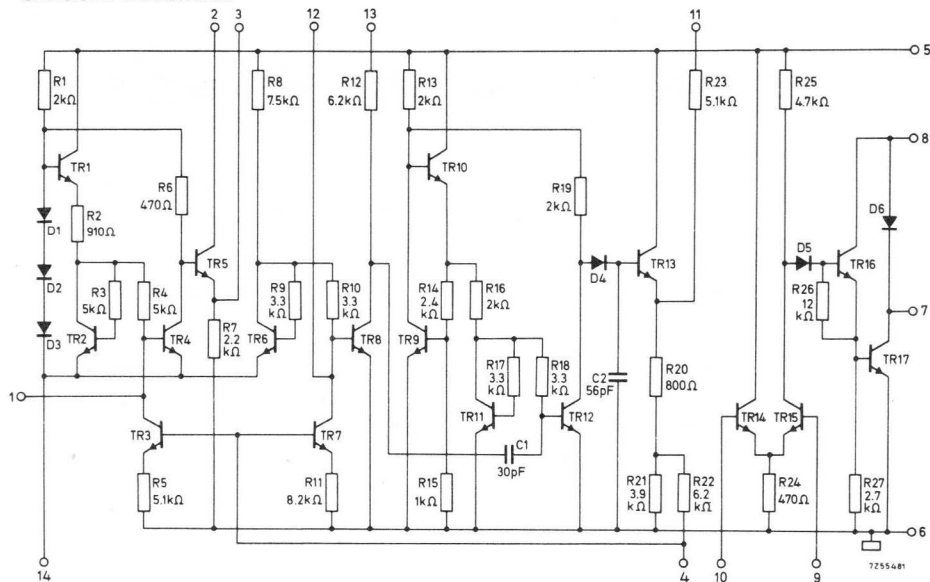 2 3 12 13 11
5
R1
2kΩ
R8
7.5kΩ
R12
6.2kΩ
R13
2kΩ
R23
5.1kΩ
R25
4.7kΩ
8
TR1
TR10
R6
470Ω
R19
2kΩ
D1
R2
910Ω
D6
TR5
D4
TR13
D5
TR16
D2
R3
5kΩ
R4
5kΩ
R9
3.3
kΩ
R10
3.3
kΩ
R14
2.4
kΩ
R16
2kΩ
R26
12
kΩ
7
D3
TR2
TR4
R7
2.2
kΩ
TR6
TR8
TR9
TR17
R17
3.3
kΩ
R18
3.3
kΩ
C2
56pF
R20
800Ω
1
TR11
TR12
TR14
TR15
TR3
TR7
C1
30pF
R5
5.1kΩ
R11
8.2kΩ
R15
1kΩ
R21
3.9
kΩ
R22
6.2
kΩ
R24
470Ω
R27
2.7
kΩ
6
14 4 10 9
7Z55481